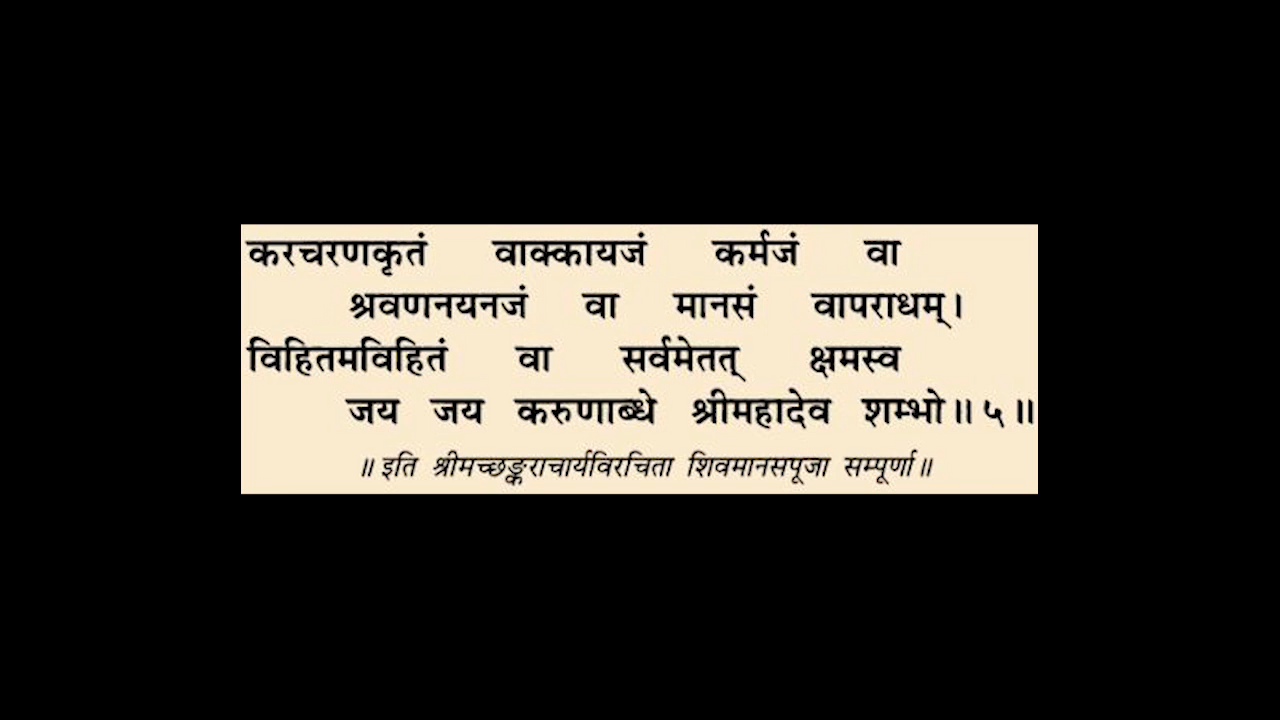 करचरणकृतं वाक्कायजं कर्मजं वा
श्रवणनयनजं वा मानसं वापराधम्।
विहितमविहितं वा सर्वमेतत् क्षमस्व
जय जय करुणाब्धे श्रीमहादेव शम्भो॥ ५ ॥
॥ इति श्रीमच्छङ्कराचार्यविरचिता शिवमानसपूजा सम्पूर्णा॥